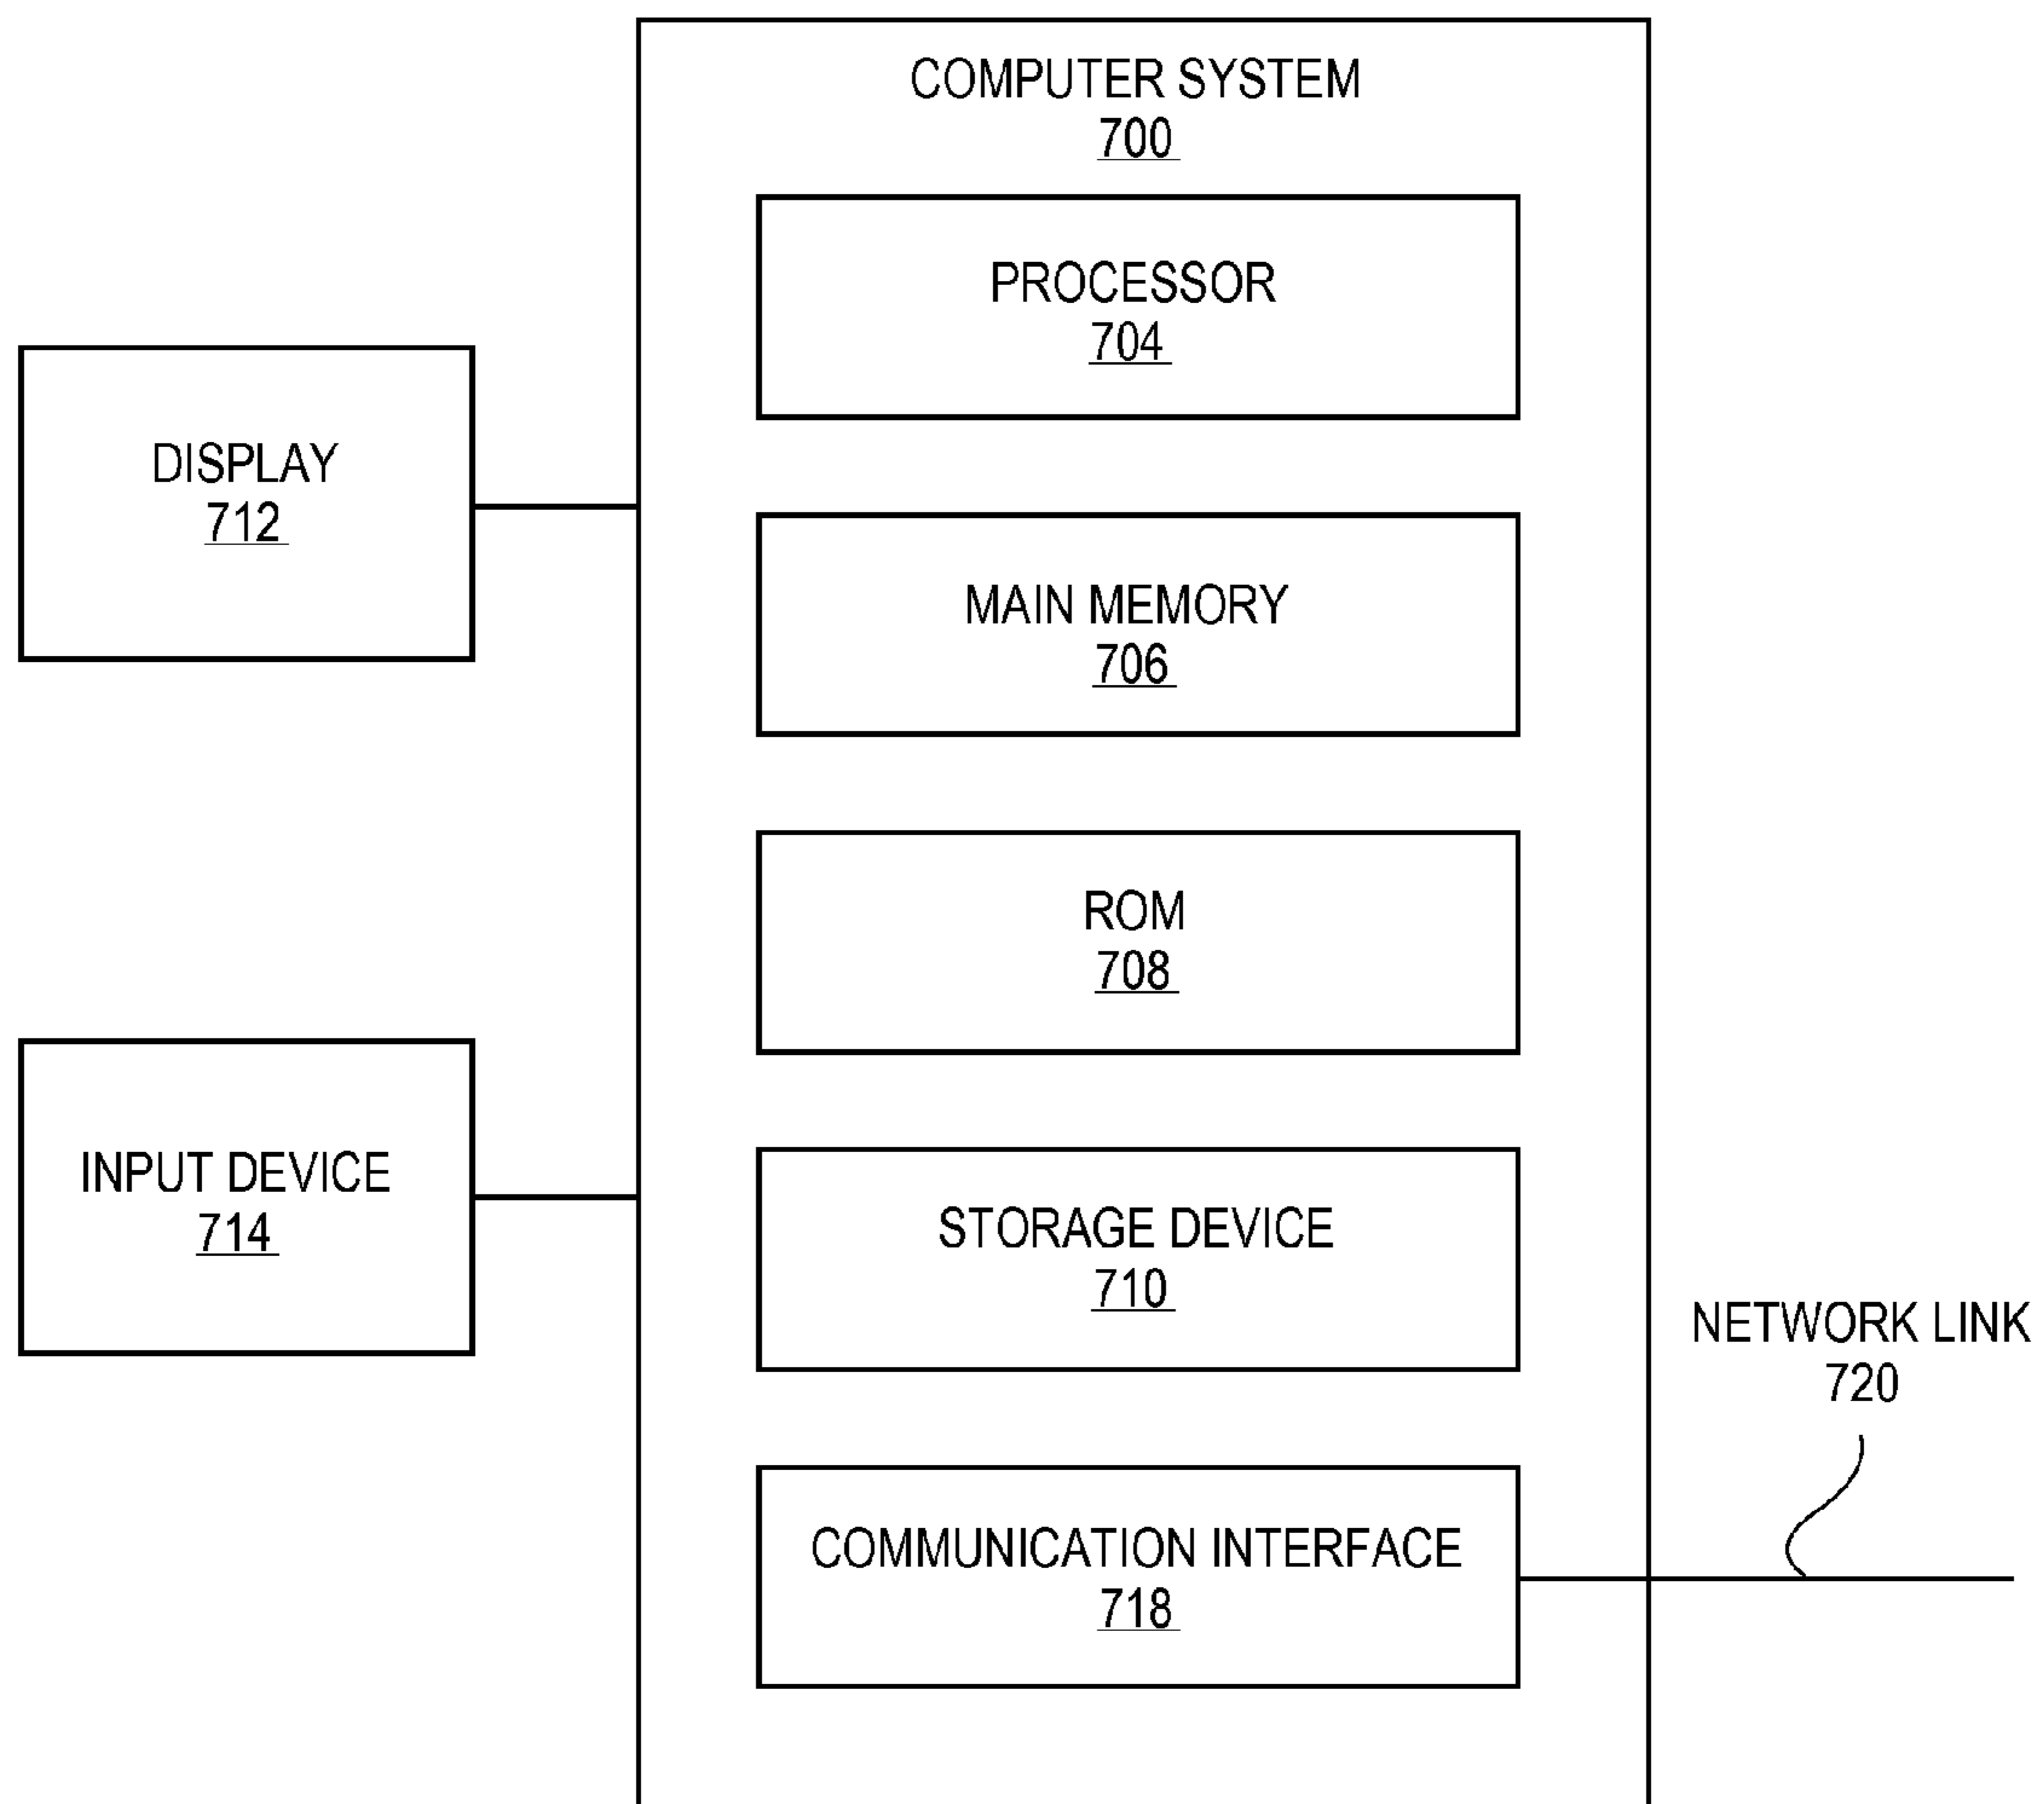 COMPUTER SYSTEM
700
PROCESSOR
704
DISPLAY
712
MAIN MEMORY
706
ROM
708
INPUT DEVICE
714
STORAGE DEVICE
710
NETWORK LINK
720
COMMUNICATION INTERFACE
718